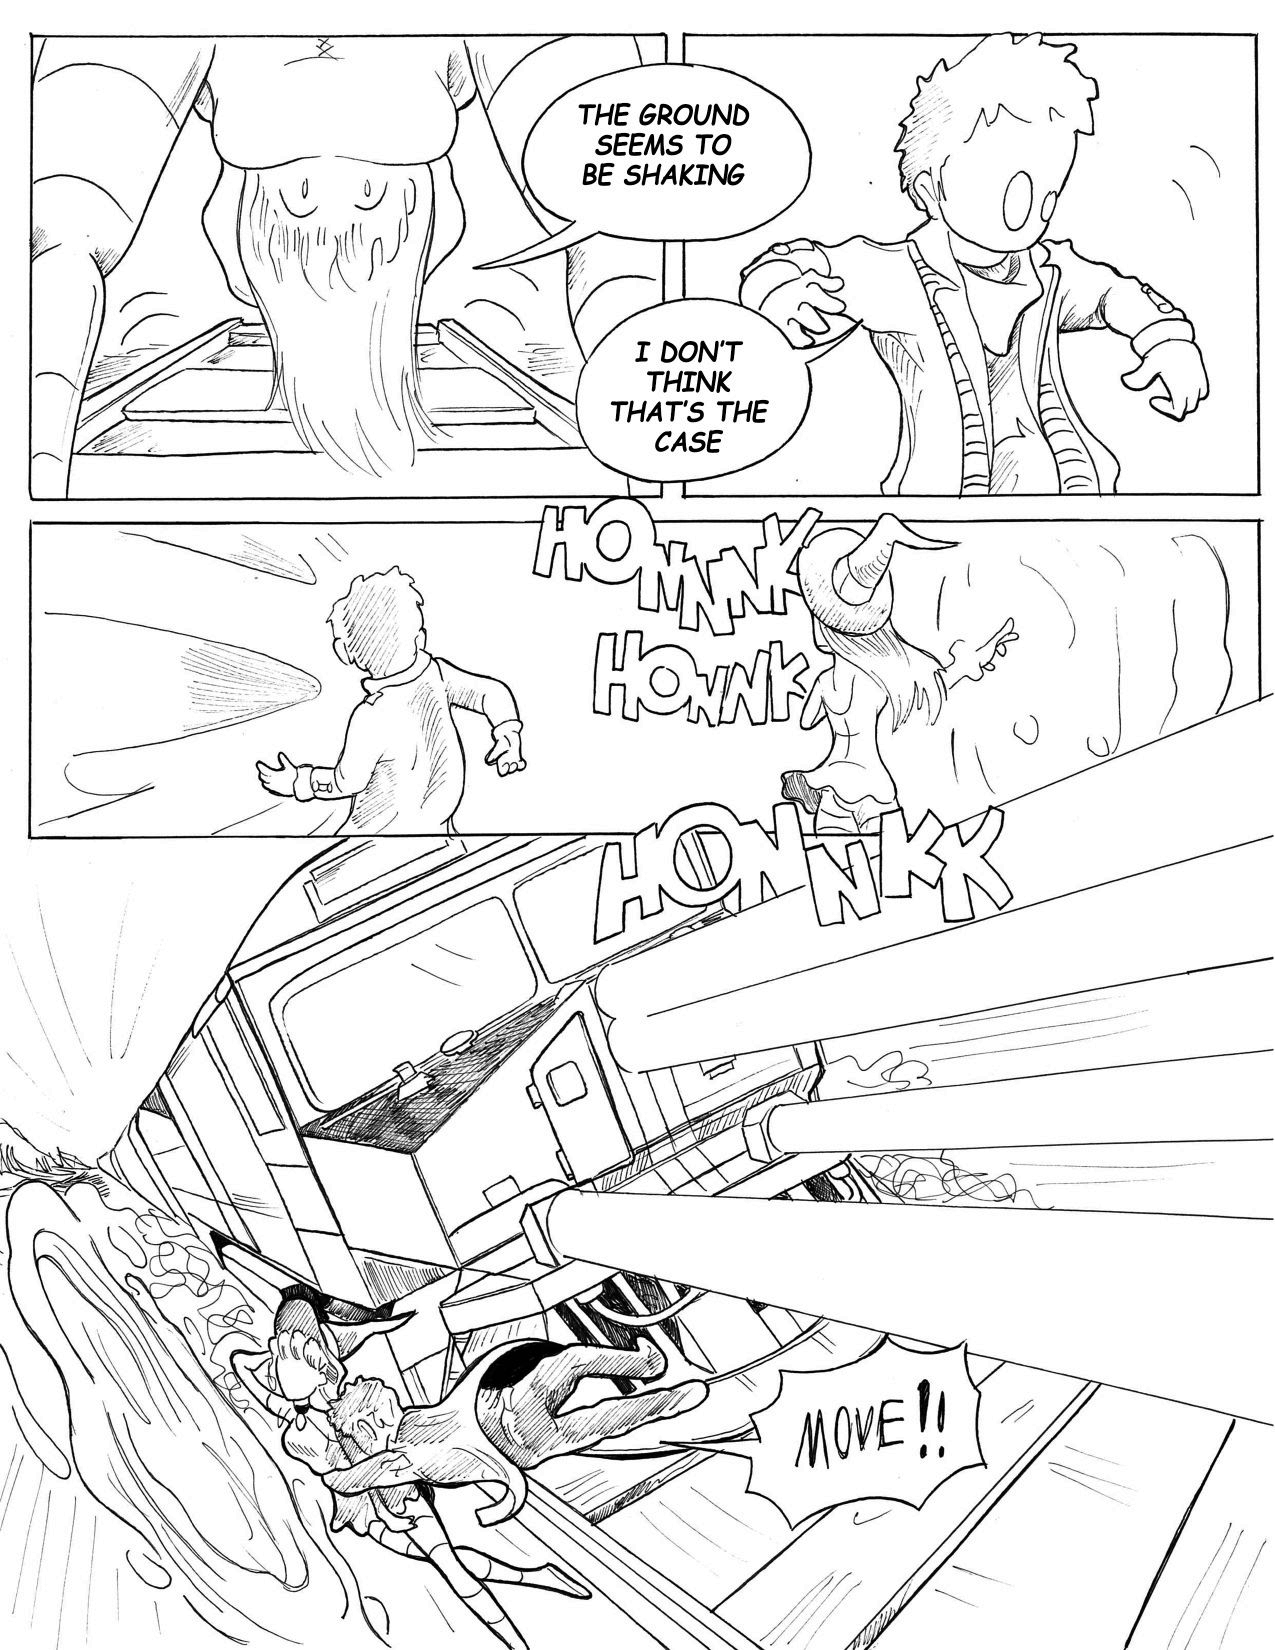 THE GROUND
SEEMS TO
BE SHAKING
I DON'T
THINK
THAT'S THE
CASE
HONNNK
HONNK
HONNKK
MOVE!!